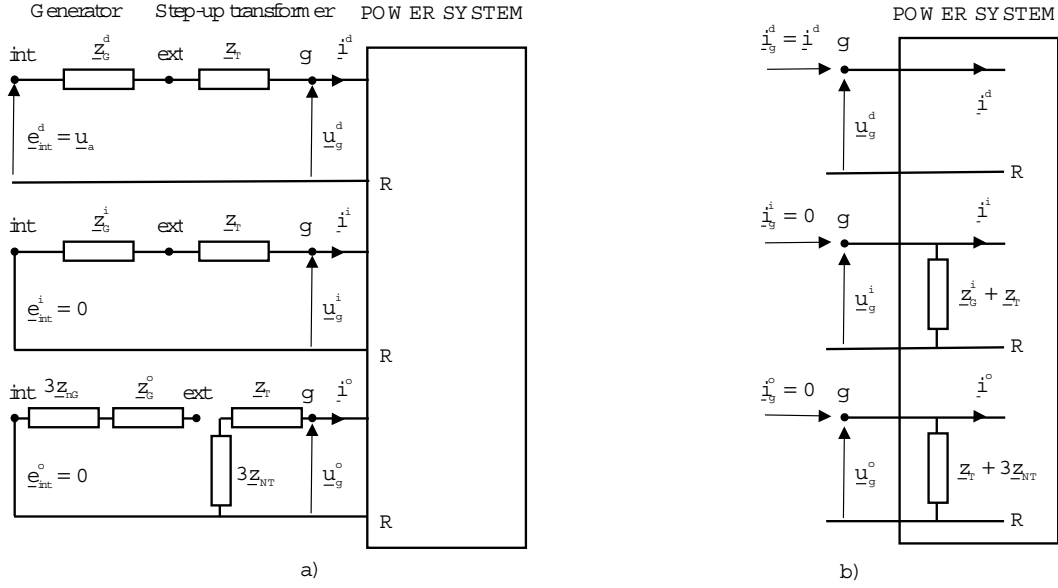 Generator Step-up transformer POWER SYSTEM
int z_G^d ext z_T g i^d
e_int^d = u_a u_g^d
R
int z_G^i ext z_T g i^i
e_int^i = 0 u_g^i
R
int 3z_nG z_G^o ext z_T g i^o
e_int^o = 0 3z_NT u_g^o
R
a)
POWER SYSTEM
i_g^d = i^d g
i^d
u_g^d
R
i_g^i = 0 g i^i
u_g^i z_G^i + z_T
R
i_g^o = 0 g i^o
u_g^o z_T + 3z_NT
R
b)